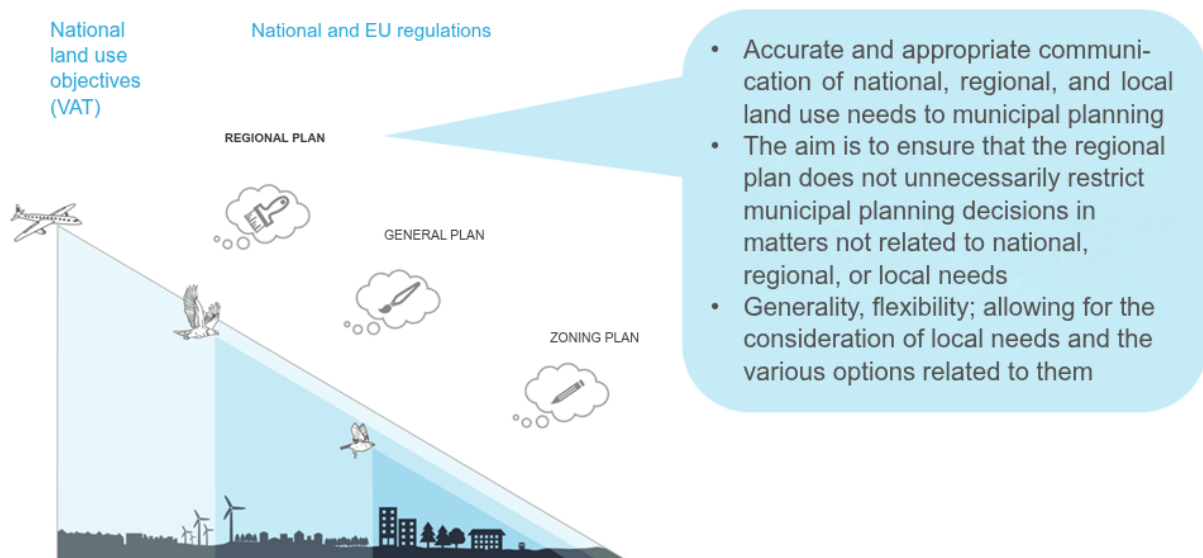 National
land use
objectives
(VAT)
National and EU regulations
REGIONAL PLAN
GENERAL PLAN
ZONING PLAN
• Accurate and appropriate communi-
cation of national, regional, and local
land use needs to municipal planning
• The aim is to ensure that the regional
plan does not unnecessarily restrict
municipal planning decisions in
matters not related to national,
regional, or local needs
• Generality, flexibility; allowing for the
consideration of local needs and the
various options related to them